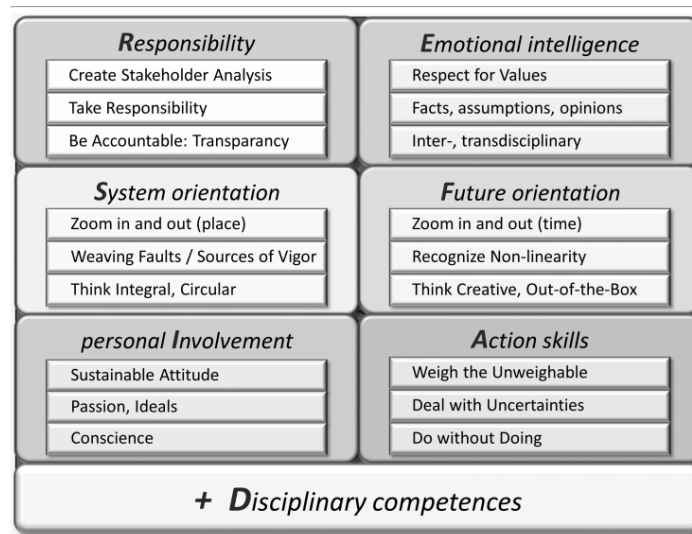 Responsibility
Create Stakeholder Analysis
Take Responsibility
Be Accountable: Transparancy
Emotional intelligence
Respect for Values
Facts, assumptions, opinions
Inter-, transdisciplinary
System orientation
Zoom in and out (place)
Weaving Faults / Sources of Vigor
Think Integral, Circular
Future orientation
Zoom in and out (time)
Recognize Non-linearity
Think Creative, Out-of-the-Box
personal Involvement
Sustainable Attitude
Passion, Ideals
Conscience
Action skills
Weigh the Unweighable
Deal with Uncertainties
Do without Doing
+ Disciplinary competences